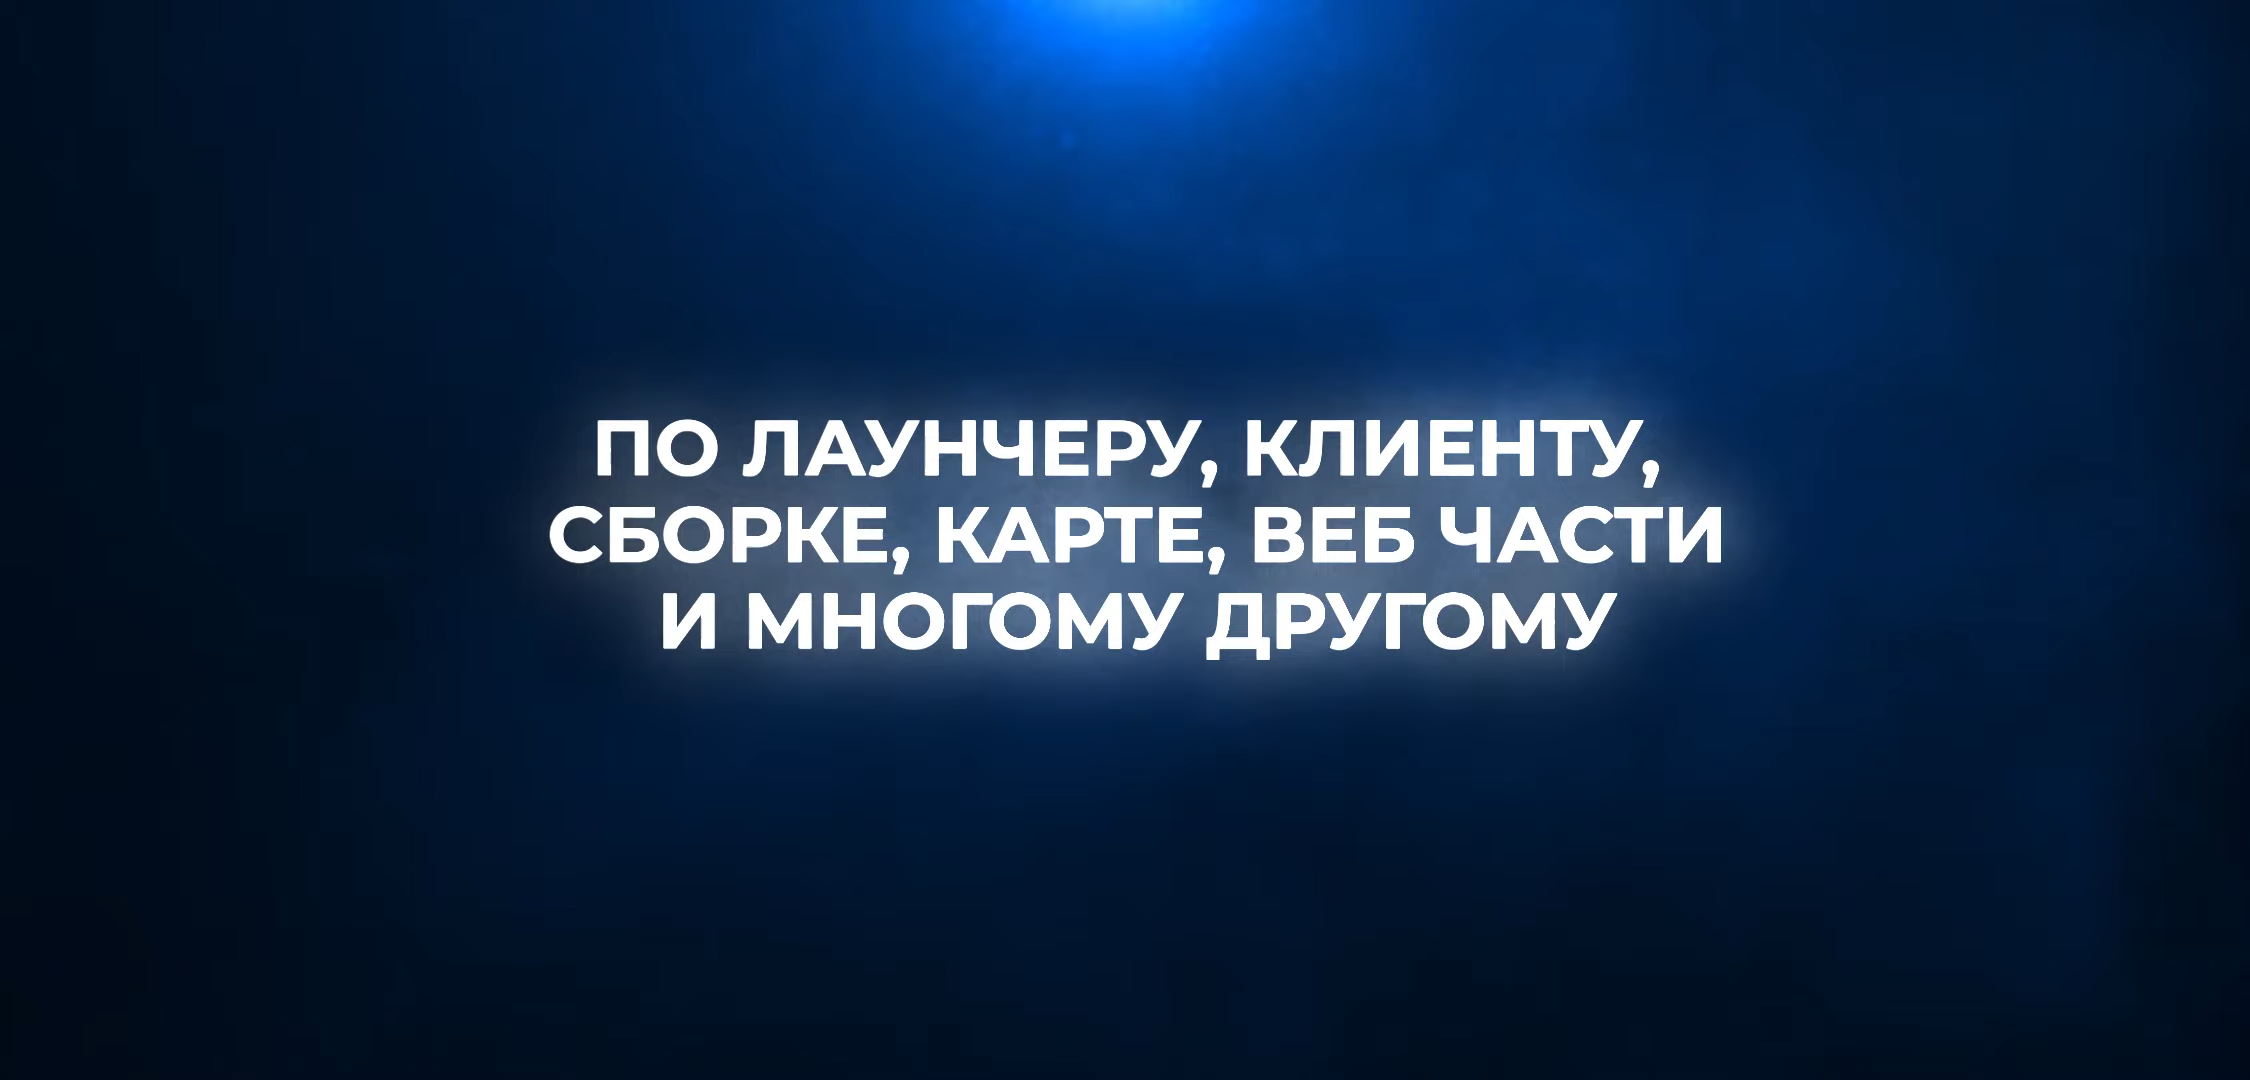 ПО ЛАУНЧЕРУ, КЛИЕНТУ,
СБОРКЕ, КАРТЕ, ВЕБ ЧАСТИ
И МНОГОМУ ДРУГОМУ